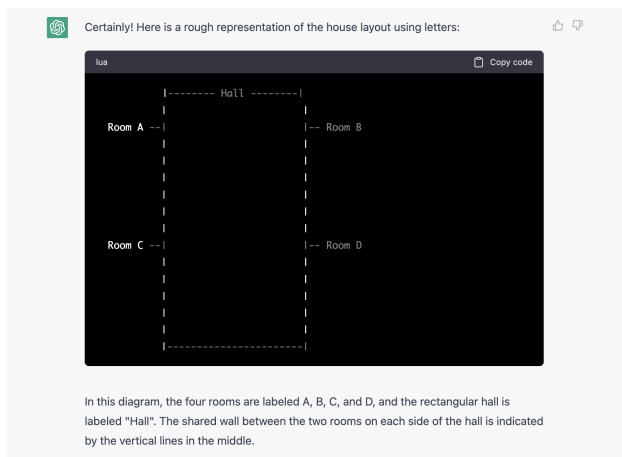 Certainly! Here is a rough representation of the house layout using letters:
lua
Copy code
|-------- Hall --------|
|                      |
Room A --|                      |-- Room B
|                      |
|                      |
|                      |
|                      |
|                      |
|                      |
Room C --|                      |-- Room D
|                      |
|                      |
|                      |
|                      |
|                      |
|-----------------------|
In this diagram, the four rooms are labeled A, B, C, and D, and the rectangular hall is
labeled "Hall". The shared wall between the two rooms on each side of the hall is indicated
by the vertical lines in the middle.